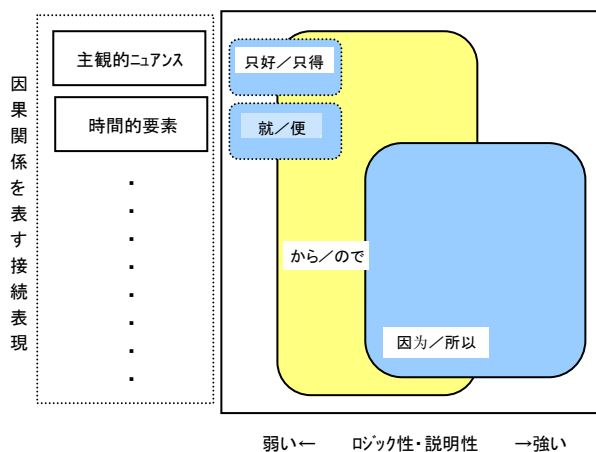 因果関係を表す接続表現
主観的ニュアンス
時間的要素
・
・
・
・
・
・
・
・
只好／只得
就／便
から／ので
因为／所以
弱い← ロジック性・説明性 →強い